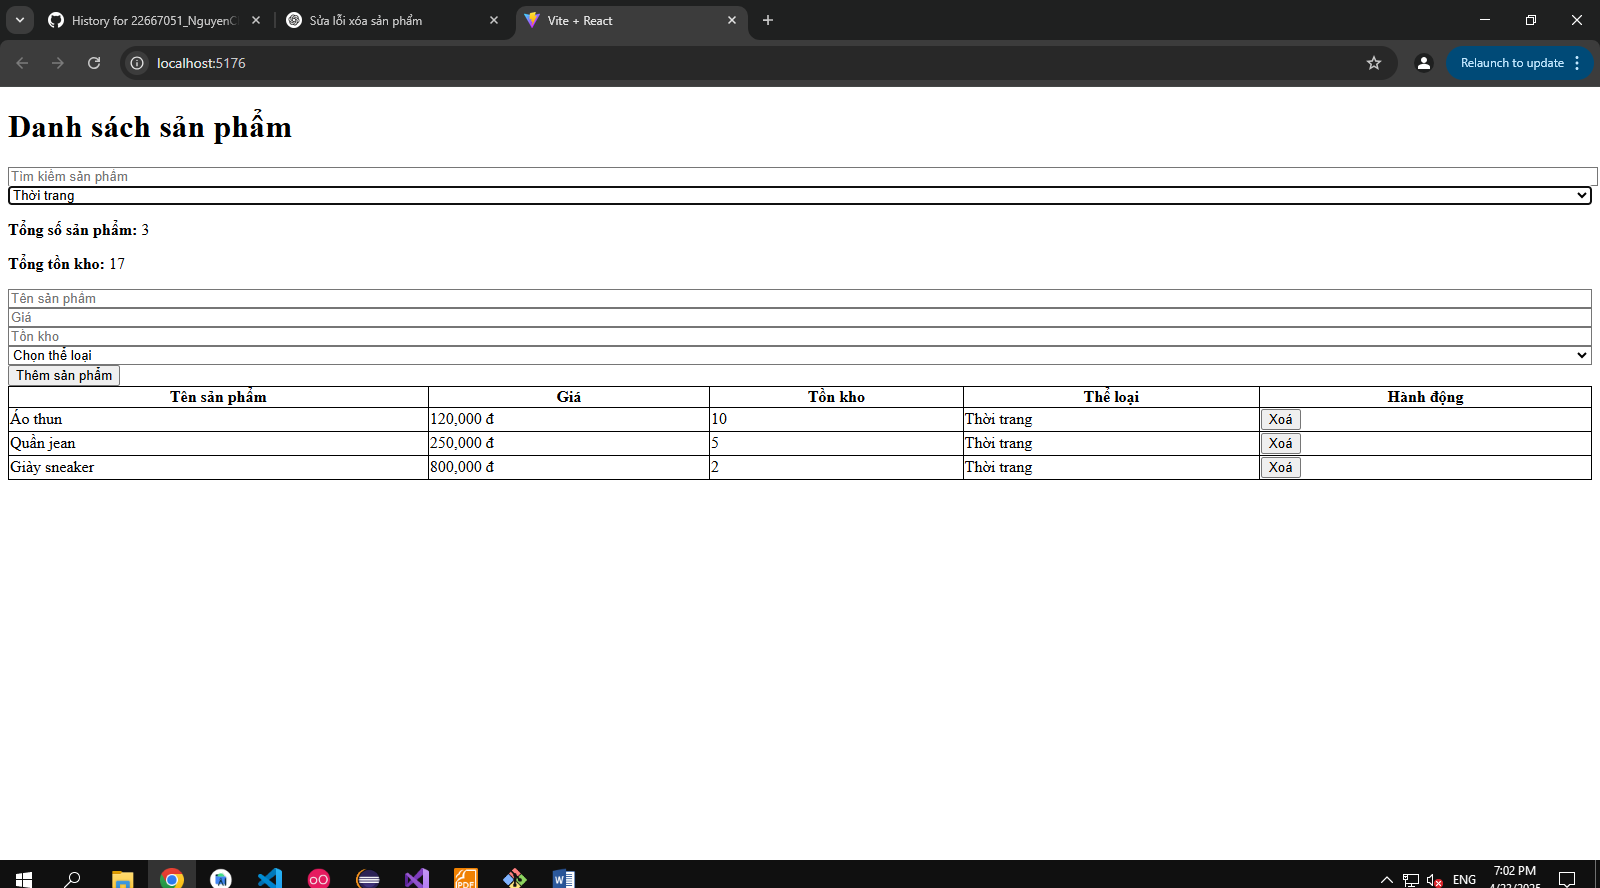 History for 22667051_NguyenC
Sửa lỗi xóa sản phẩm
Vite + React
localhost:5176
Relaunch to update
Danh sách sản phẩm
Tìm kiếm sản phẩm
Thời trang
Tổng số sản phẩm: 3
Tổng tồn kho: 17
Tên sản phẩm
Giá
Tồn kho
Chọn thể loại
Thêm sản phẩm
Tên sản phẩm Giá Tồn kho Thể loại Hành động
Áo thun 120,000 đ 10 Thời trang Xoá
Quần jean 250,000 đ 5 Thời trang Xoá
Giày sneaker 800,000 đ 2 Thời trang Xoá
PDF
ENG
7:02 PM